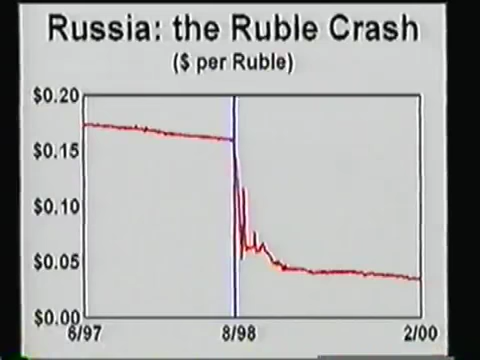 Russia: the Ruble Crash
($ per Ruble)
$0.20
$0.15
$0.10
$0.05
$0.00
6/97 8/98 2/00